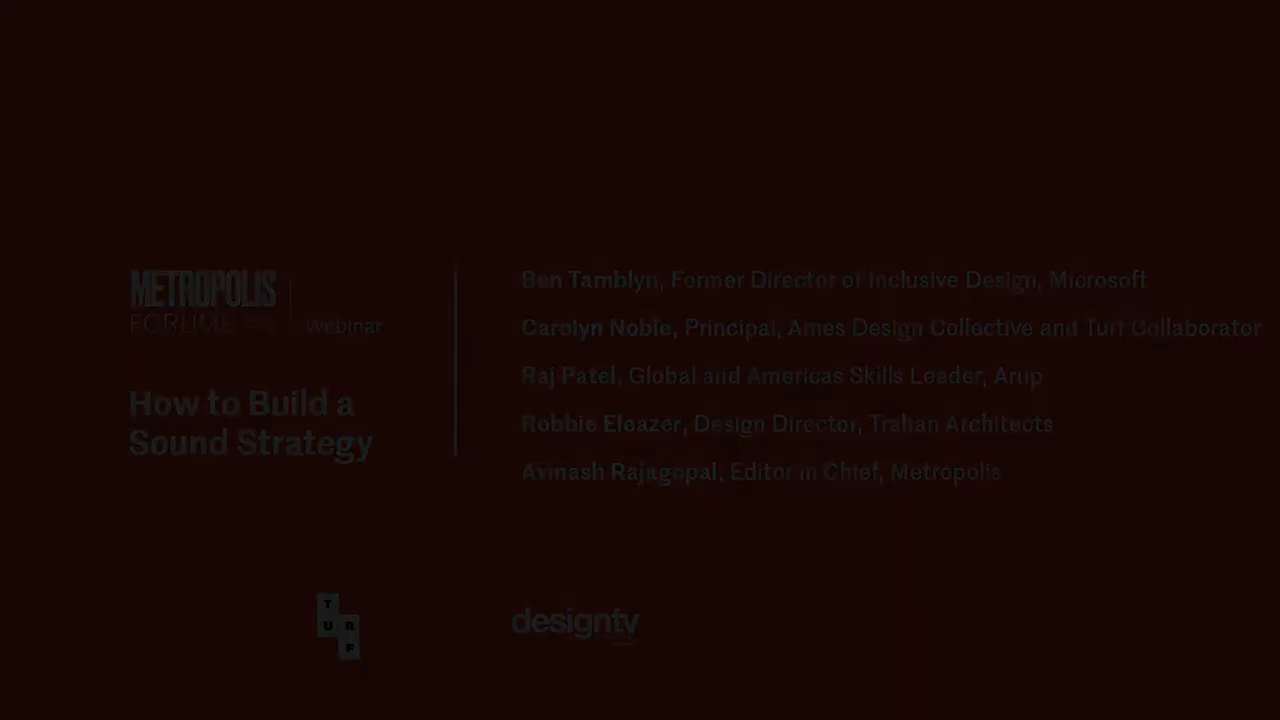 METROPOLIS
FORUM
Webinar
How to Build a
Sound Strategy
Ben Tamblyn, Former Director of Inclusive Design, Microsoft
Carolyn Noble, Principal, Ames Design Collective and Turf Collaborator
Raj Patel, Global and Americas Skills Leader, Arup
Robbie Eleazer, Design Director, Trahan Architects
Avinash Rajagopal, Editor in Chief, Metropolis
T
U R
F
designtv